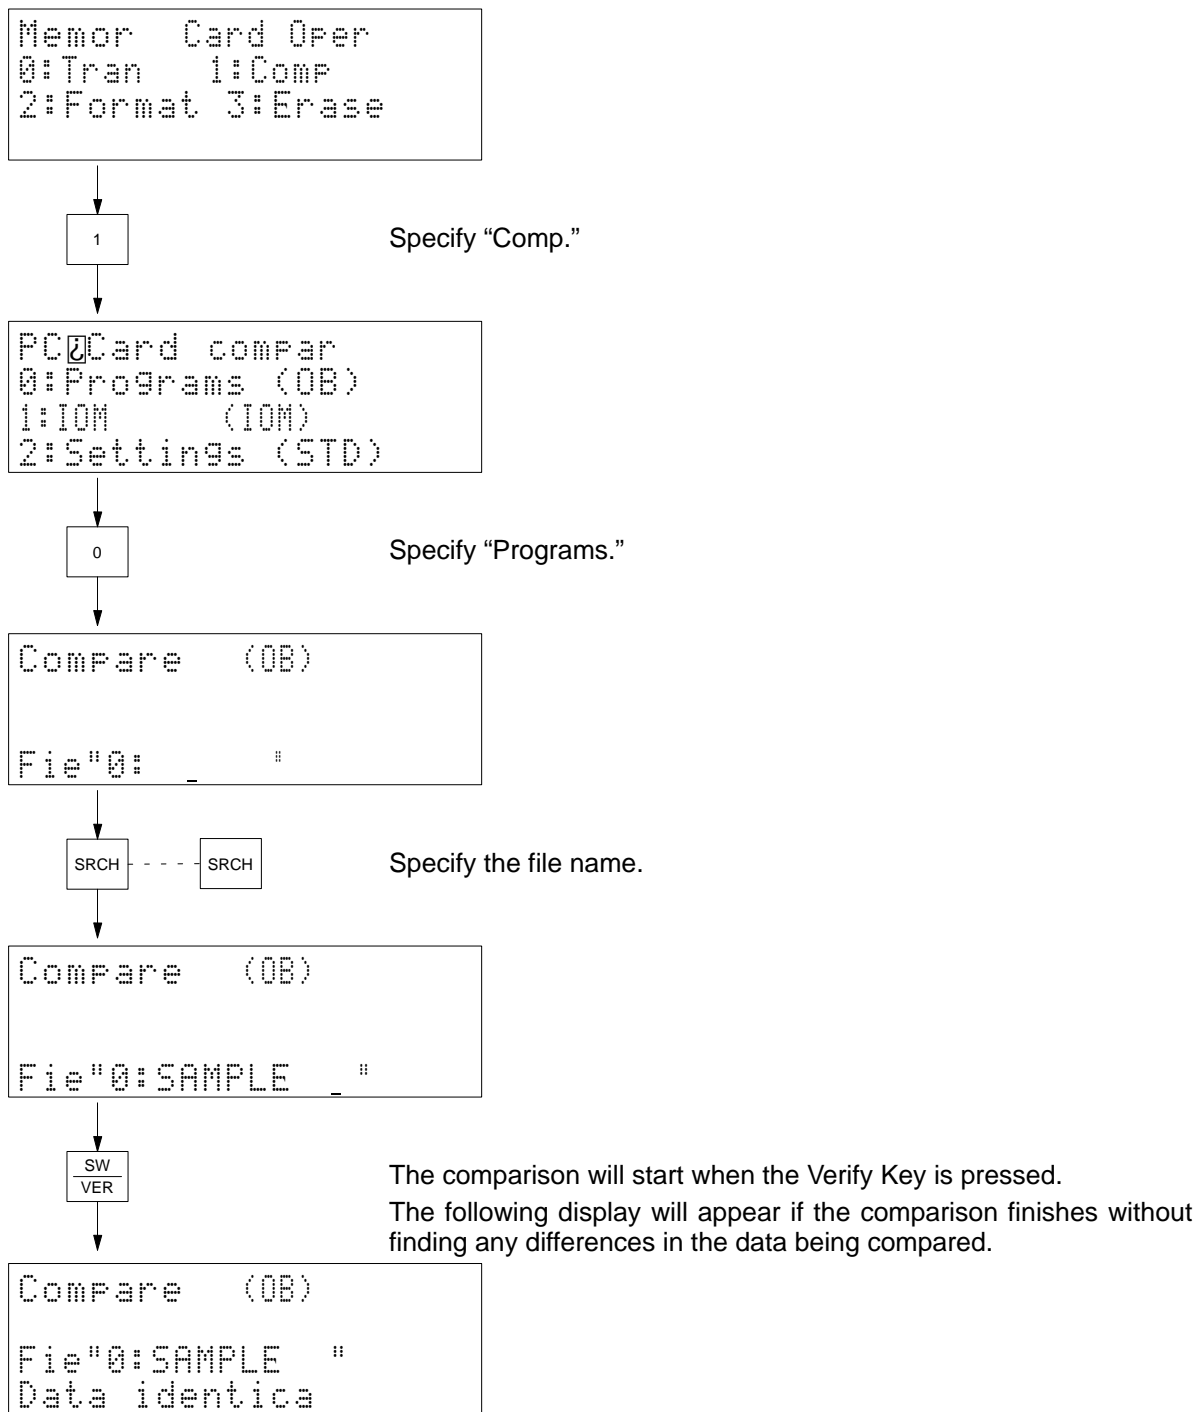 Memor  Card Oper
0:Tran   1:Comp
2:Format 3:Erase
1
Specify “Comp.”
PC¿Card compar
0:Programs (OB)
1:IOM      (IOM)
2:Settings (STD)
0
Specify “Programs.”
Compare   (OB)
Fie"0:  _    "
SRCH - - - - - SRCH
Specify the file name.
Compare   (OB)
Fie"0:SAMPLE  _"
SW
VER
The comparison will start when the Verify Key is pressed.
The following display will appear if the comparison finishes without
finding any differences in the data being compared.
Compare   (OB)
Fie"0:SAMPLE   "
Data identica